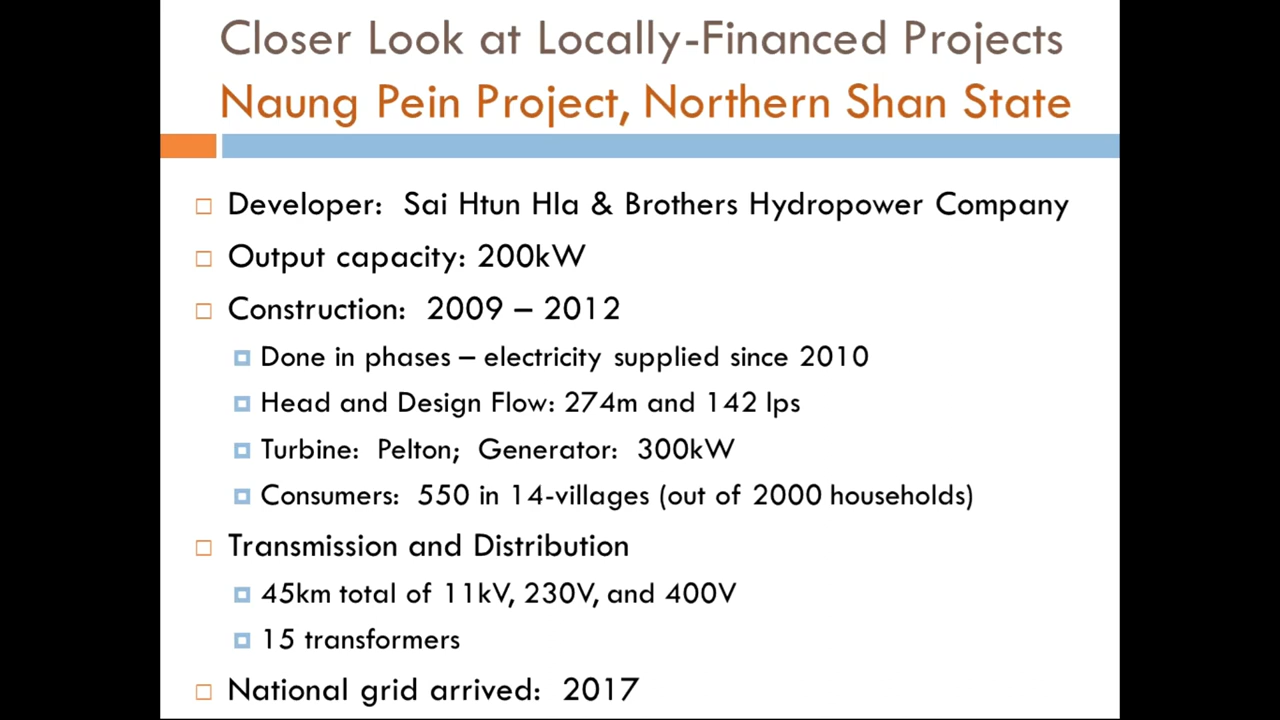 Closer Look at Locally-Financed Projects
Naung Pein Project, Northern Shan State
Developer: Sai Htun Hla & Brothers Hydropower Company
Output capacity: 200kW
Construction: 2009 – 2012
Done in phases – electricity supplied since 2010
Head and Design Flow: 274m and 142 lps
Turbine: Pelton; Generator: 300kW
Consumers: 550 in 14-villages (out of 2000 households)
Transmission and Distribution
45km total of 11kV, 230V, and 400V
15 transformers
National grid arrived: 2017